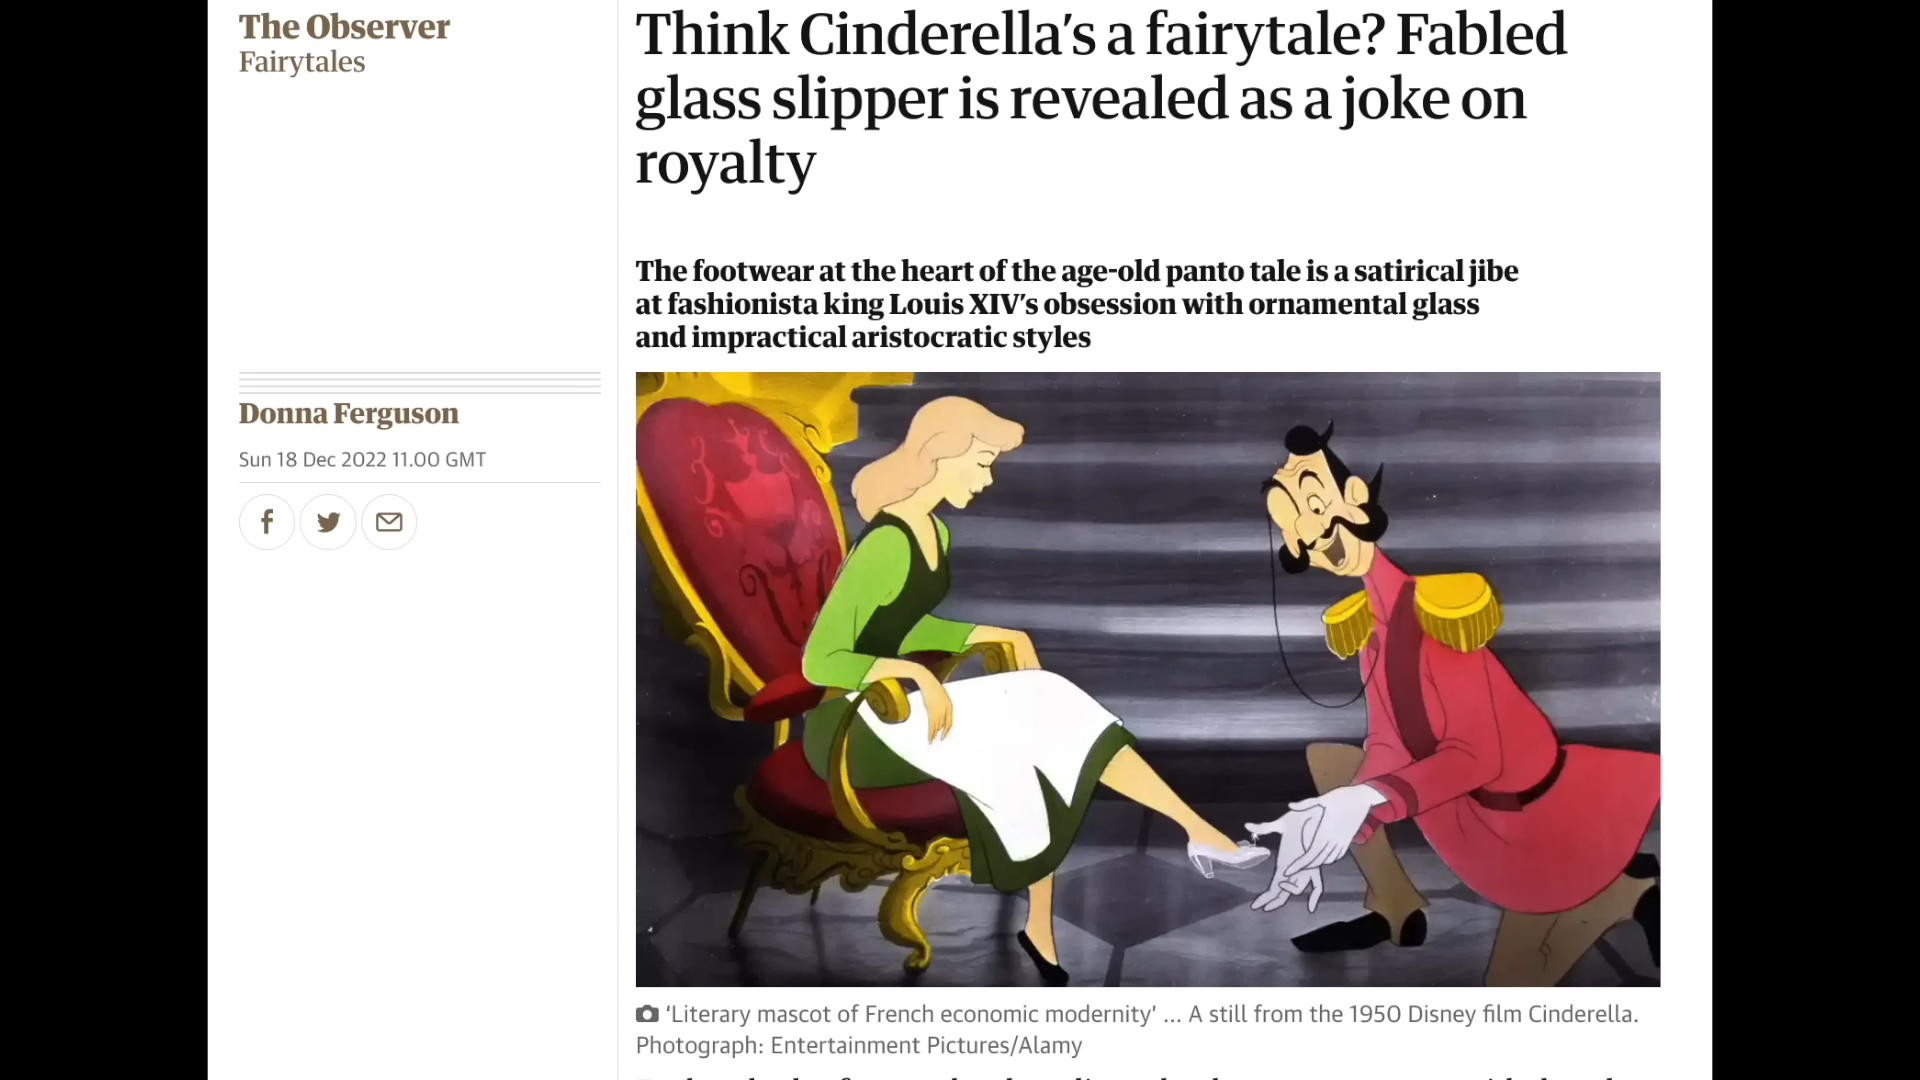 The Observer
Fairytales
Think Cinderella's a fairytale? Fabled
glass slipper is revealed as a joke on
royalty
The footwear at the heart of the age-old panto tale is a satirical jibe
at fashionista king Louis XIV's obsession with ornamental glass
and impractical aristocratic styles
Donna Ferguson
Sun 18 Dec 2022 11.00 GMT
'Literary mascot of French economic modernity' ... A still from the 1950 Disney film Cinderella.
Photograph: Entertainment Pictures/Alamy